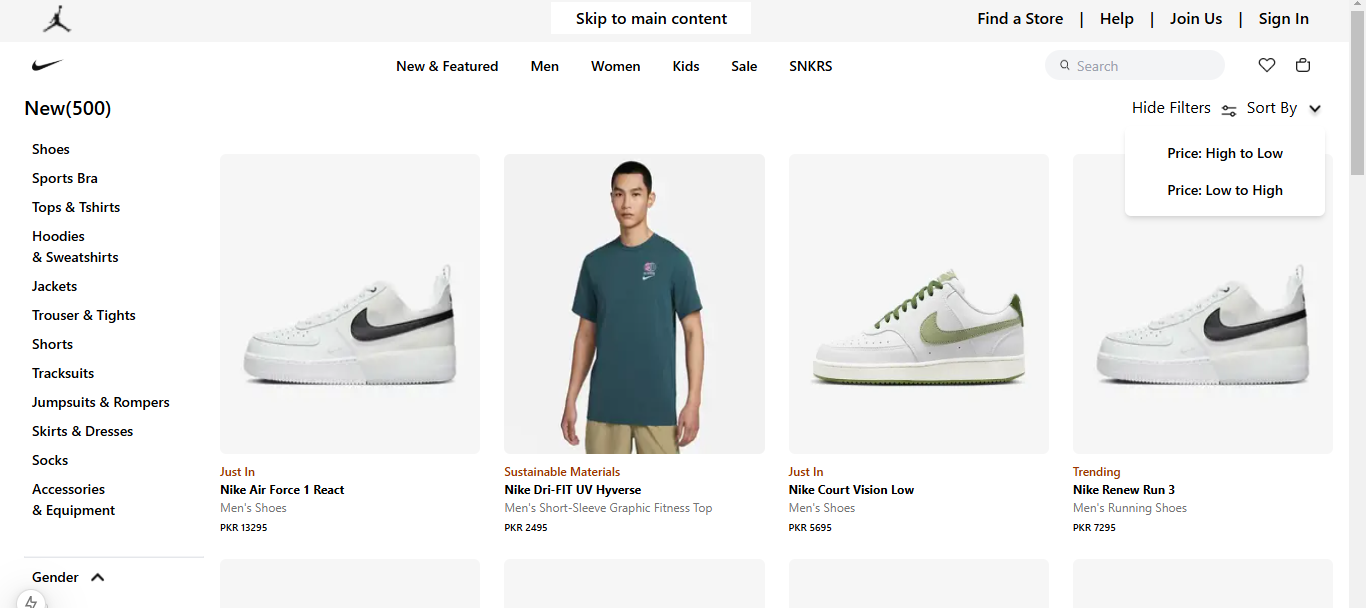 Skip to main content
Find a Store | Help | Join Us | Sign In
New & Featured Men Women Kids Sale SNKRS
Search
New(500)
Hide Filters Sort By
Price: High to Low
Price: Low to High
Shoes
Sports Bra
Tops & Tshirts
Hoodies
& Sweatshirts
Jackets
Trouser & Tights
Shorts
Tracksuits
Jumpsuits & Rompers
Skirts & Dresses
Socks
Accessories
& Equipment
Gender
Just In
Nike Air Force 1 React
Men's Shoes
PKR 13295
Sustainable Materials
Nike Dri-FIT UV Hyverse
Men's Short-Sleeve Graphic Fitness Top
PKR 2495
Just In
Nike Court Vision Low
Men's Shoes
PKR 5695
Trending
Nike Renew Run 3
Men's Running Shoes
PKR 7295